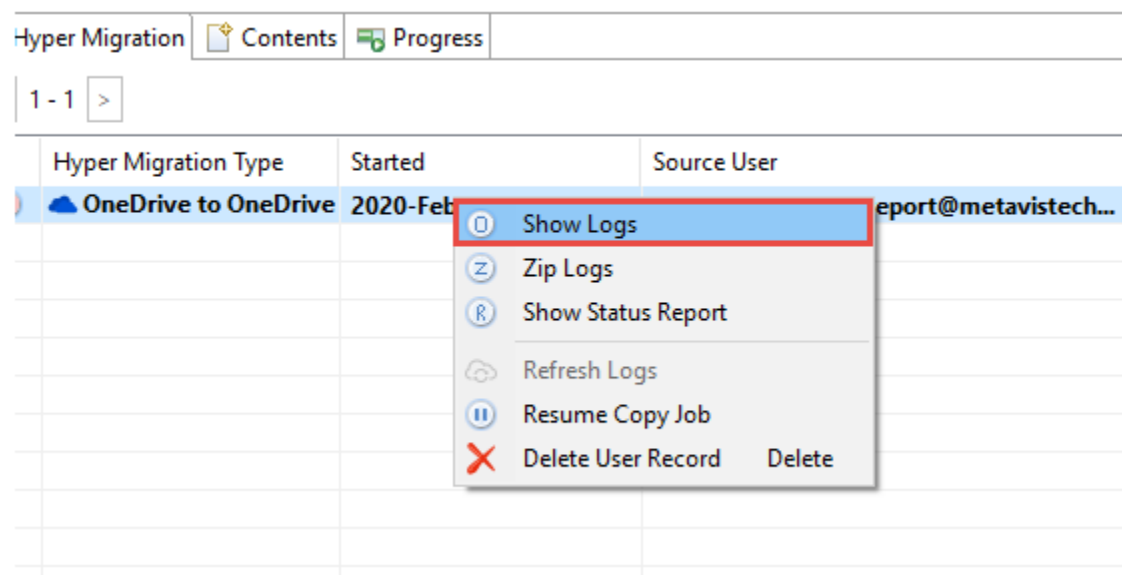 Hyper Migration Contents Progress
1 - 1 >
Hyper Migration Type Started Source User
OneDrive to OneDrive 2020-Feb eport@metavistech...
O Show Logs
Z Zip Logs
R Show Status Report
Refresh Logs
Resume Copy Job
Delete User Record Delete